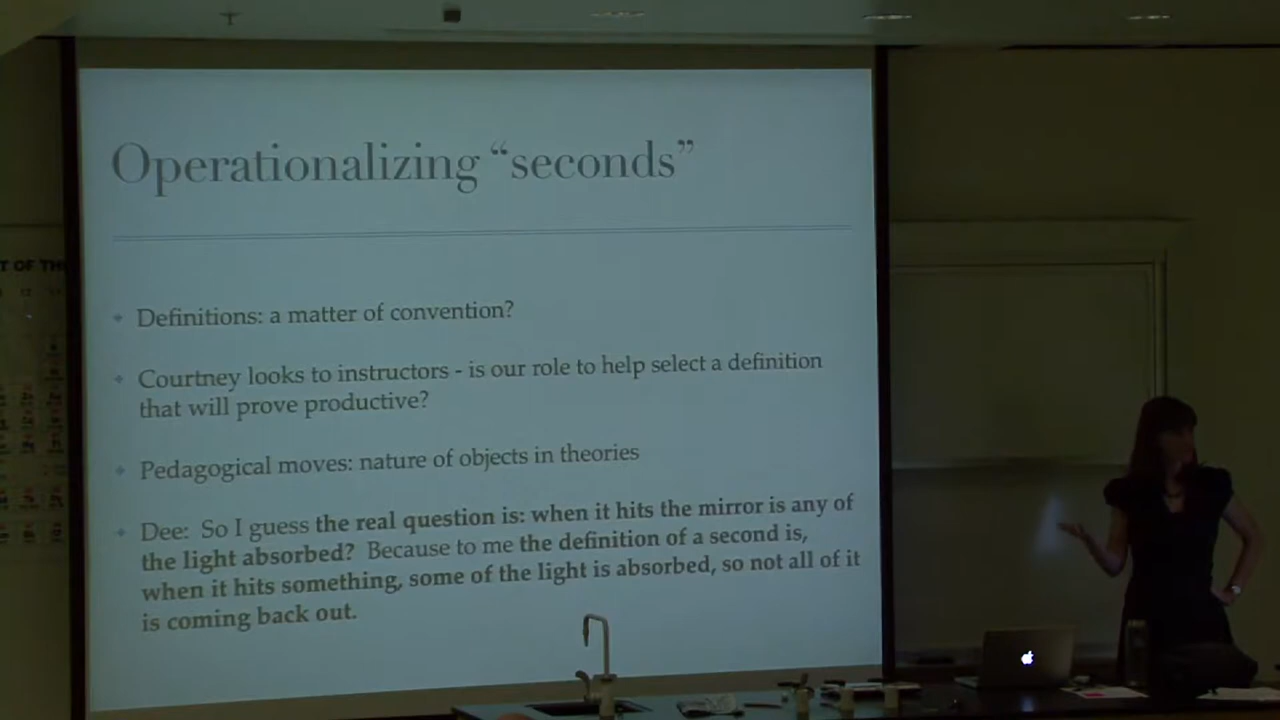 Operationalizing “seconds”
Definitions: a matter of convention?
Courtney looks to instructors - is our role to help select a definition
that will prove productive?
Pedagogical moves: nature of objects in theories
Dee: So I guess the real question is: when it hits the mirror is any of
the light absorbed? Because to me the definition of a second is,
when it hits something, some of the light is absorbed, so not all of it
is coming back out.
T OF TH